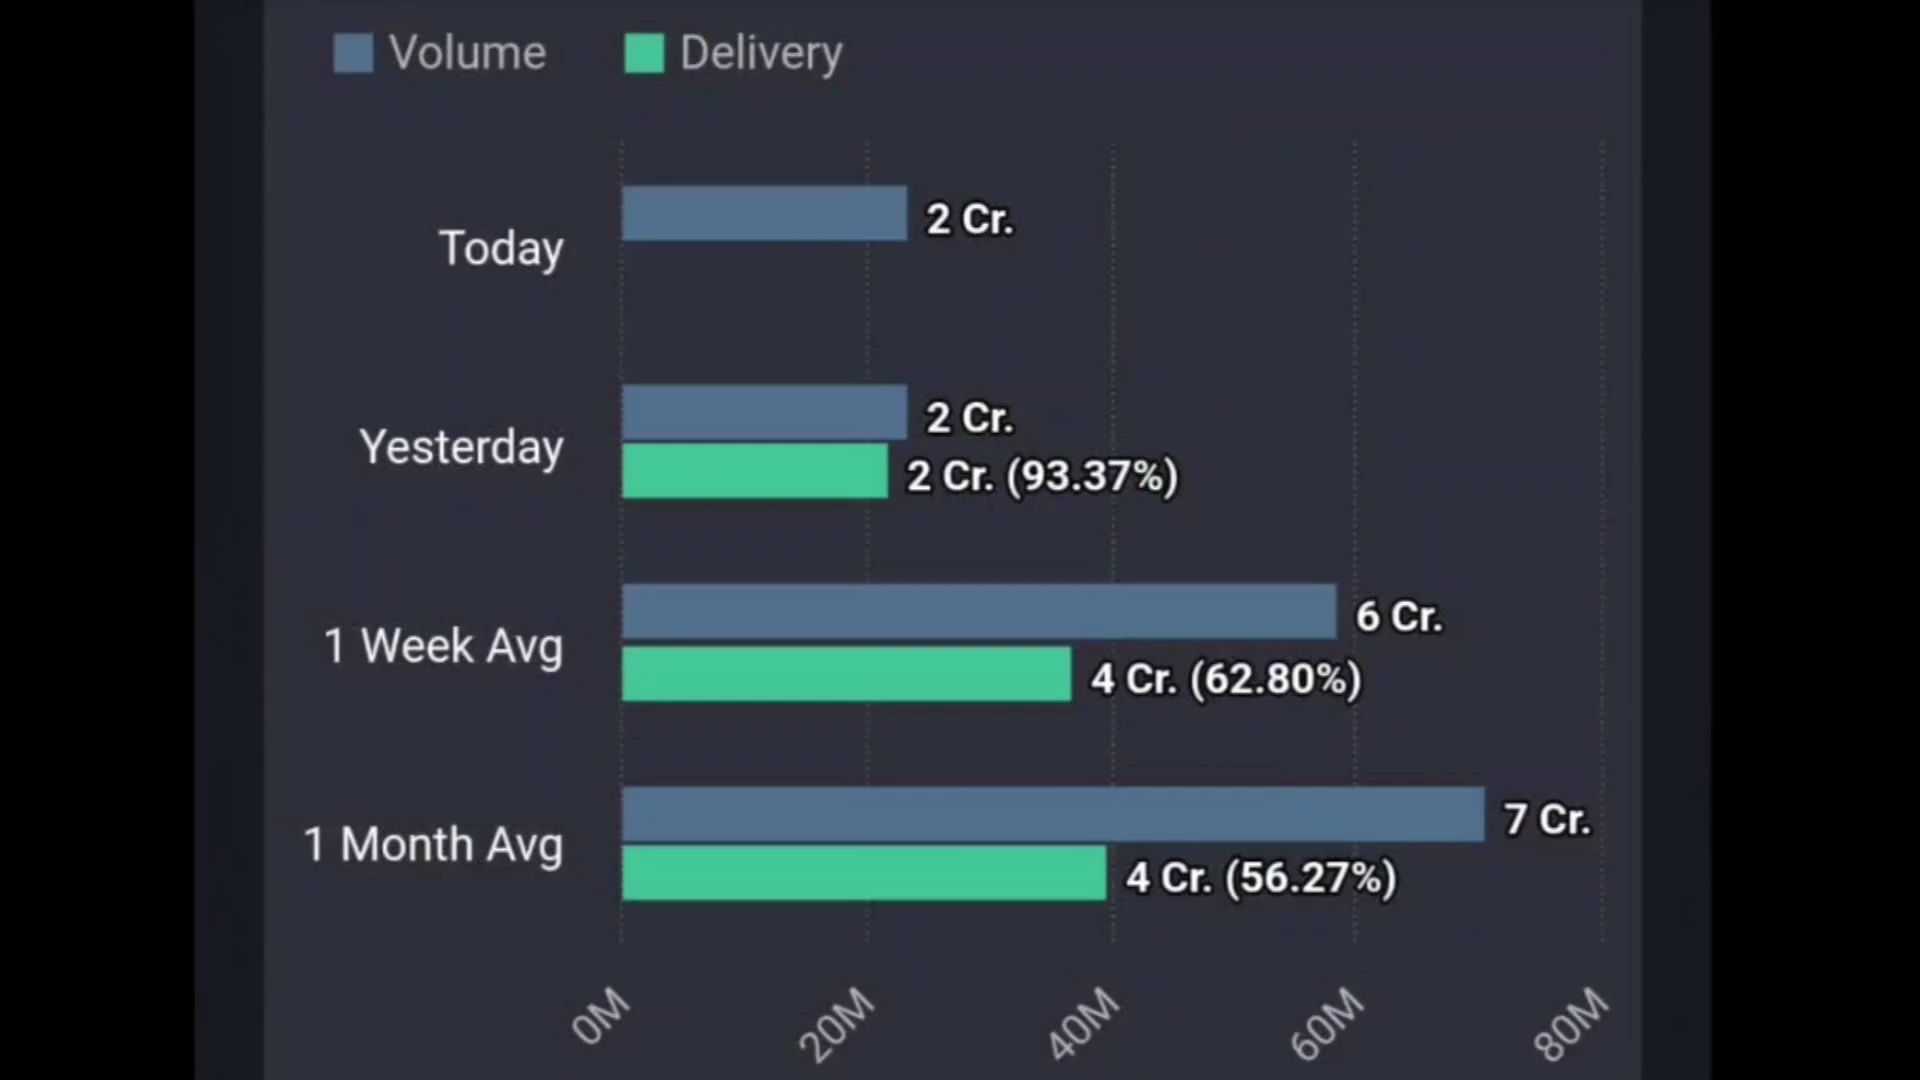 Volume Delivery
Today 2 Cr.
Yesterday 2 Cr.
2 Cr. (93.37%)
1 Week Avg 6 Cr.
4 Cr. (62.80%)
1 Month Avg 7 Cr.
4 Cr. (56.27%)
0M 20M 40M 60M 80M